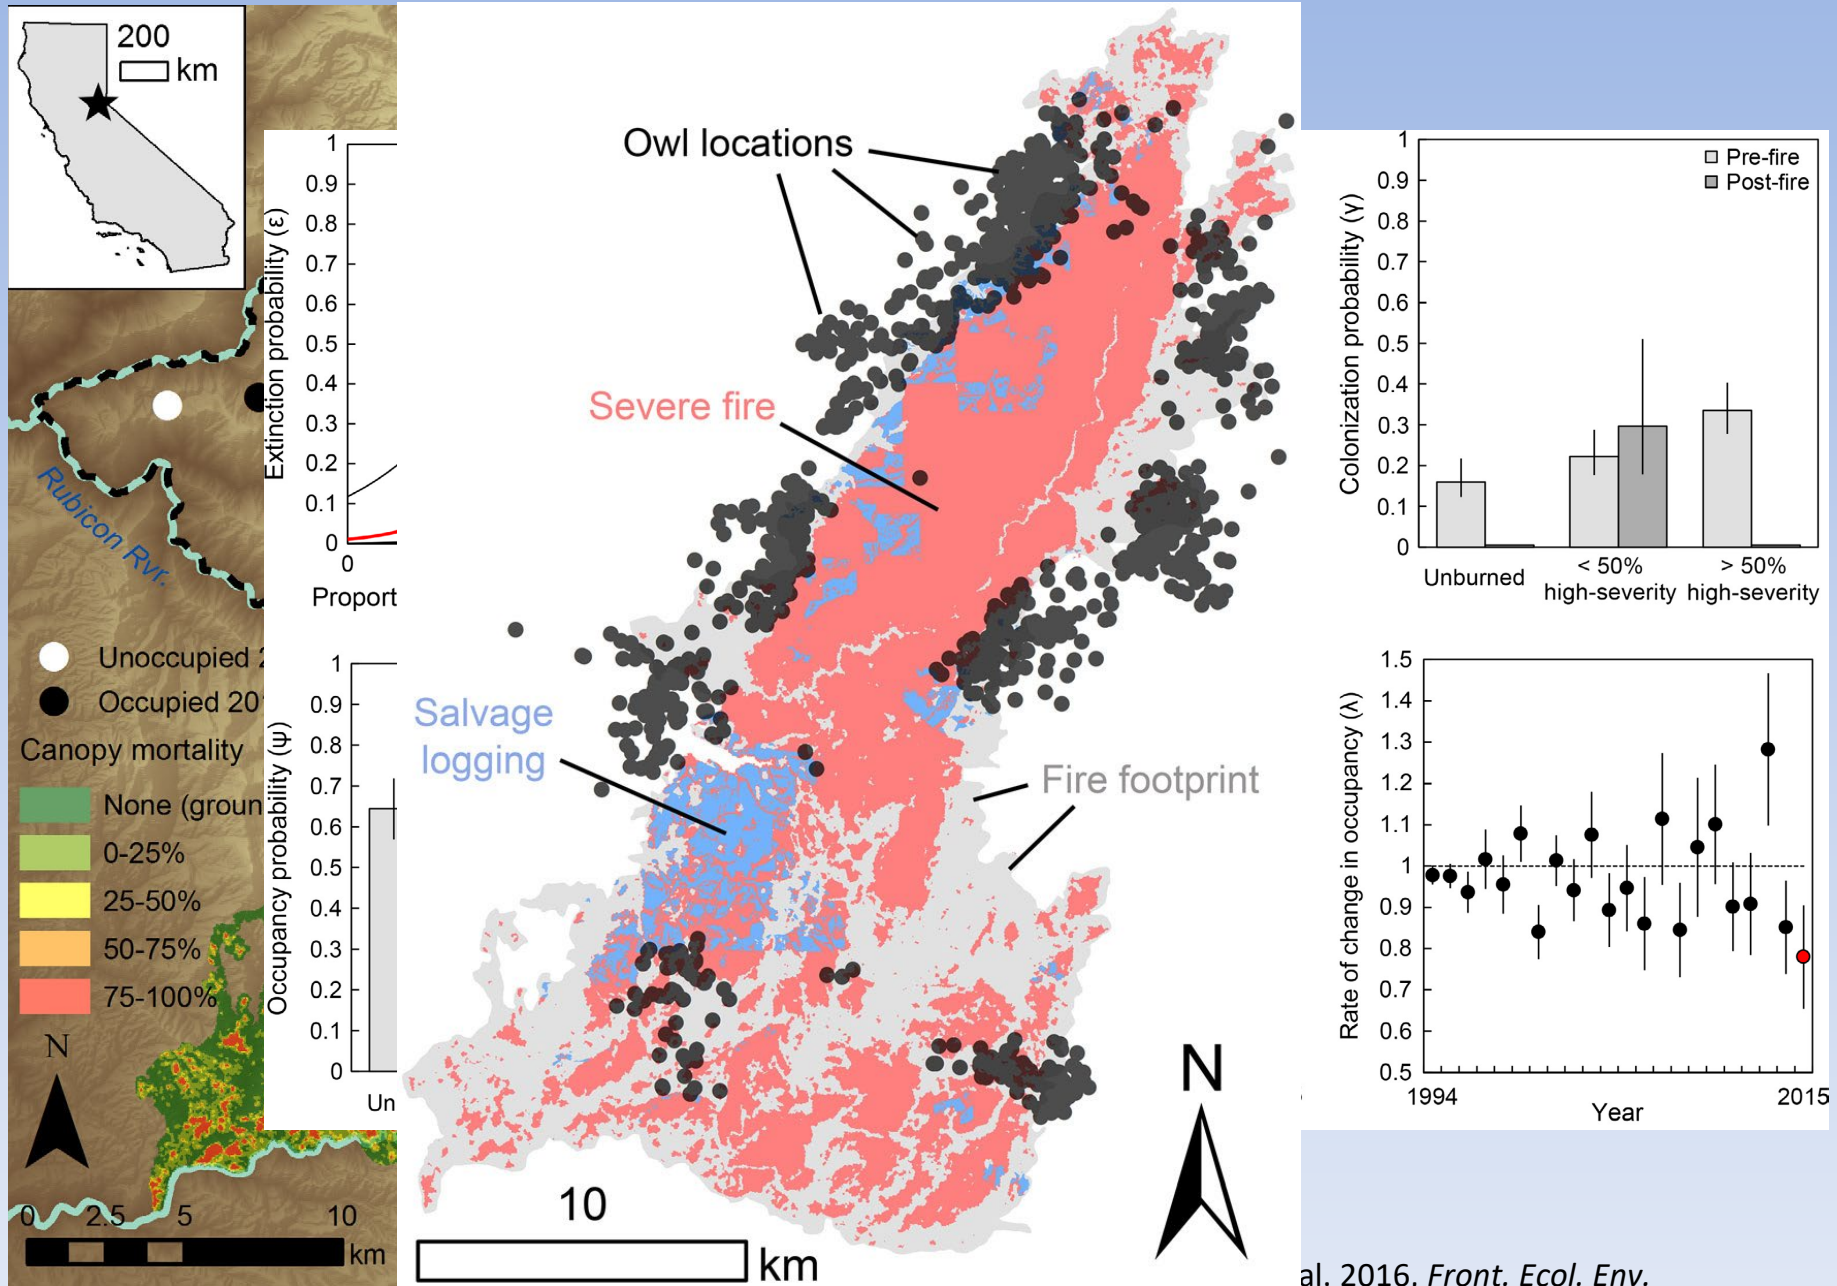 200
km
Rubicon Rvr.
Unoccupied
Occupied
Canopy mortality
None
0-25%
25-50%
50-75%
75-100%
N
0 2.5 5 10
km
Extinction probability (ε)
1
0.9
0.8
0.7
0.6
0.5
0.4
0.3
0.2
0.1
0
0
Occupancy probability (ψ)
1
0.9
0.8
0.7
0.6
0.5
0.4
0.3
0.2
0.1
0
Owl locations
Severe fire
Salvage
logging
Fire footprint
N
10
km
Colonization probability (γ)
1
0.9
0.8
0.7
0.6
0.5
0.4
0.3
0.2
0.1
0
Pre-fire
Post-fire
Unburned
< 50%
high-severity
> 50%
high-severity
Rate of change in occupancy (λ)
1.5
1.4
1.3
1.2
1.1
1
0.9
0.8
0.7
0.6
0.5
1994
2015
Year
al. 2016. Front. Ecol. Env.